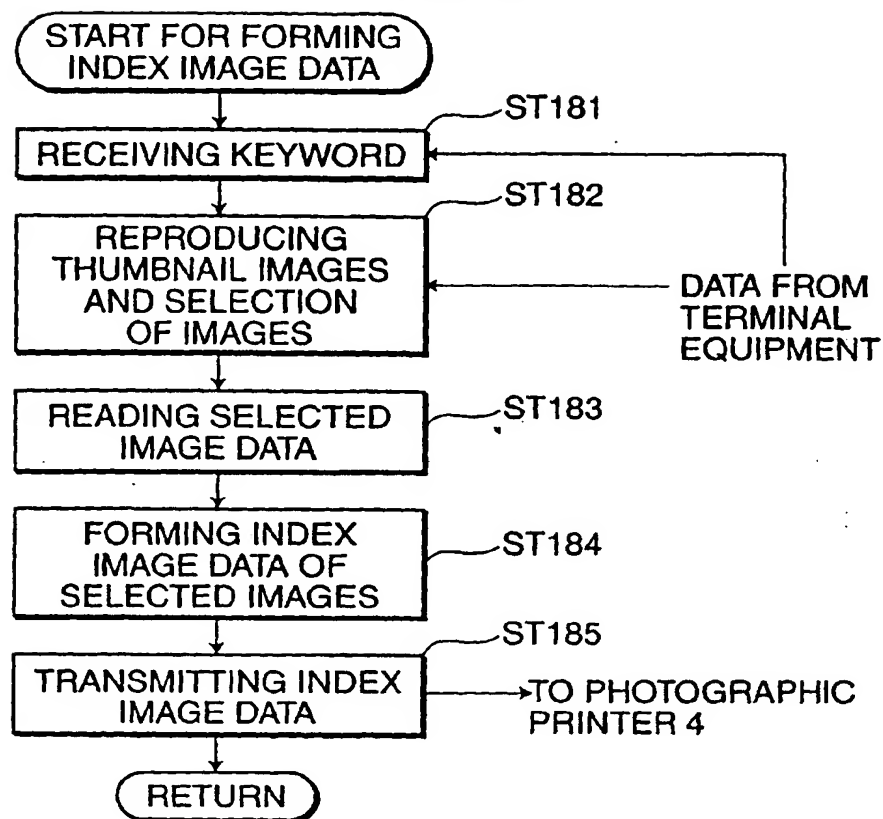 START FOR FORMING
INDEX IMAGE DATA
ST181
RECEIVING KEYWORD
ST182
REPRODUCING
THUMBNAIL IMAGES
AND SELECTION
OF IMAGES
DATA FROM
TERMINAL
EQUIPMENT
READING SELECTED
IMAGE DATA
ST183
FORMING INDEX
IMAGE DATA OF
SELECTED IMAGES
ST184
ST185
TRANSMITTING INDEX
IMAGE DATA
TO PHOTOGRAPHIC
PRINTER 4
RETURN